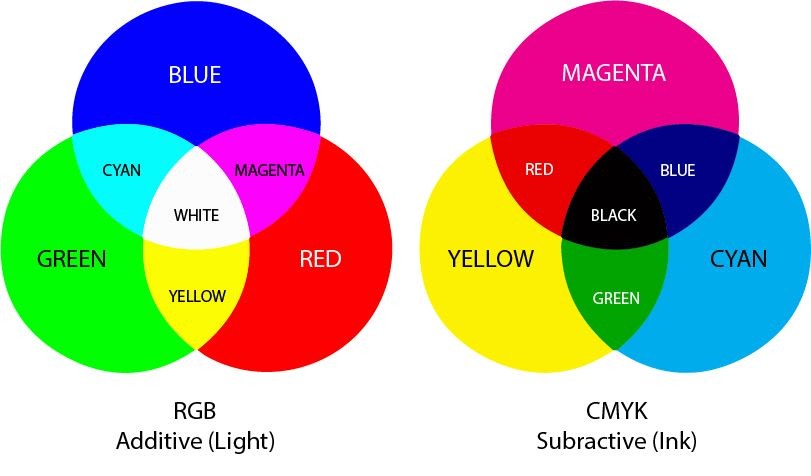 BLUE
CYAN
MAGENTA
WHITE
GREEN
RED
YELLOW
RGB
Additive (Light)
MAGENTA
RED
BLUE
BLACK
YELLOW
CYAN
GREEN
CMYK
Subractive (Ink)